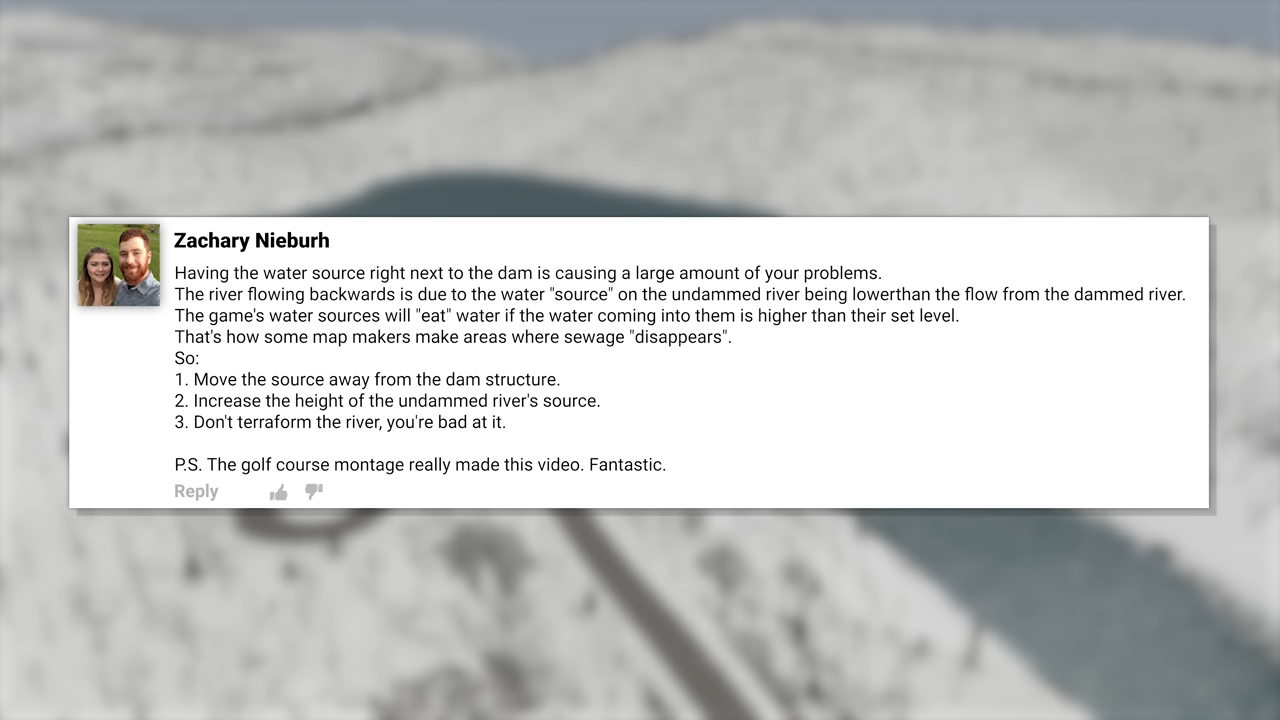 Zachary Nieburh
Having the water source right next to the dam is causing a large amount of your problems.
The river flowing backwards is due to the water "source" on the undammed river being lowerthan the flow from the dammed river.
The game's water sources will "eat" water if the water coming into them is higher than their set level.
That's how some map makers make areas where sewage "disappears".
So:
1. Move the source away from the dam structure.
2. Increase the height of the undammed river's source.
3. Don't terraform the river, you're bad at it.
P.S. The golf course montage really made this video. Fantastic.
Reply